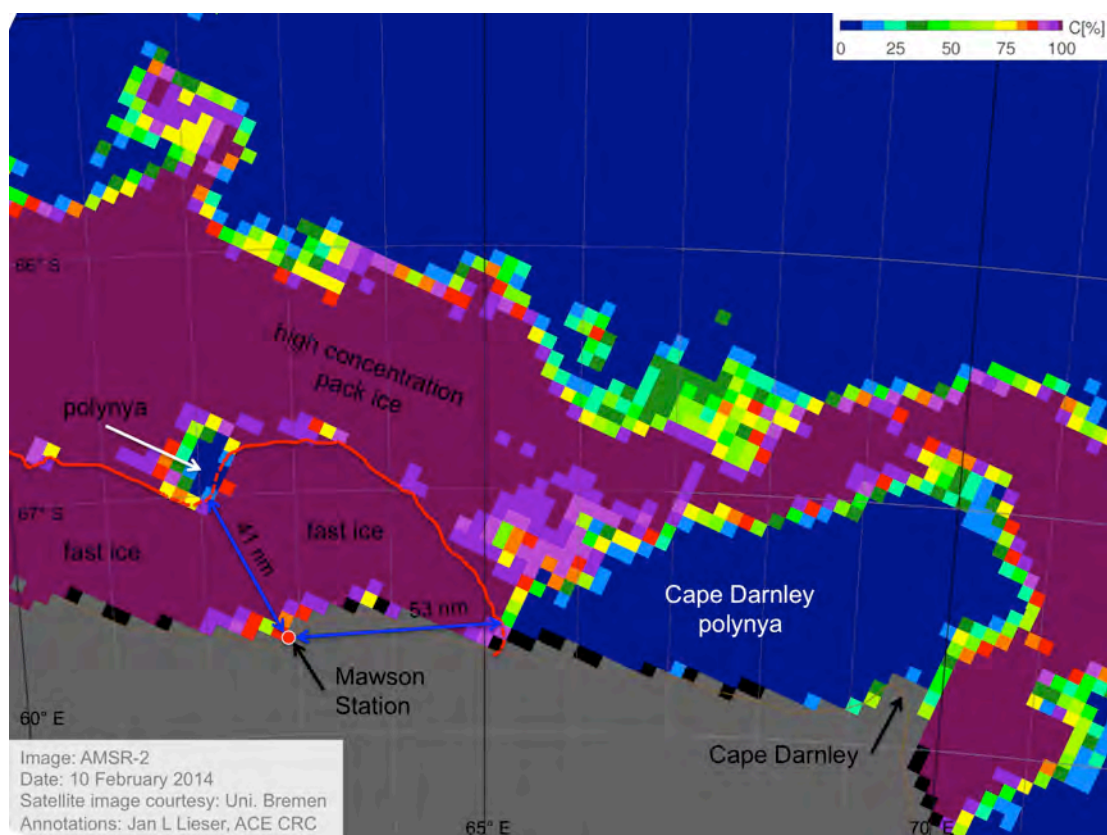 C[%]
0 25 50 75 100
66° S
high concentration
pack ice
polynya
67° S
41 nm
fast ice
fast ice
53 nm
Cape Darnley
polynya
Mawson
Station
60° E
Cape Darnley
Image: AMSR-2
Date: 10 February 2014
Satellite image courtesy: Uni. Bremen
Annotations: Jan L Lieser, ACE CRC
65° E
70° E